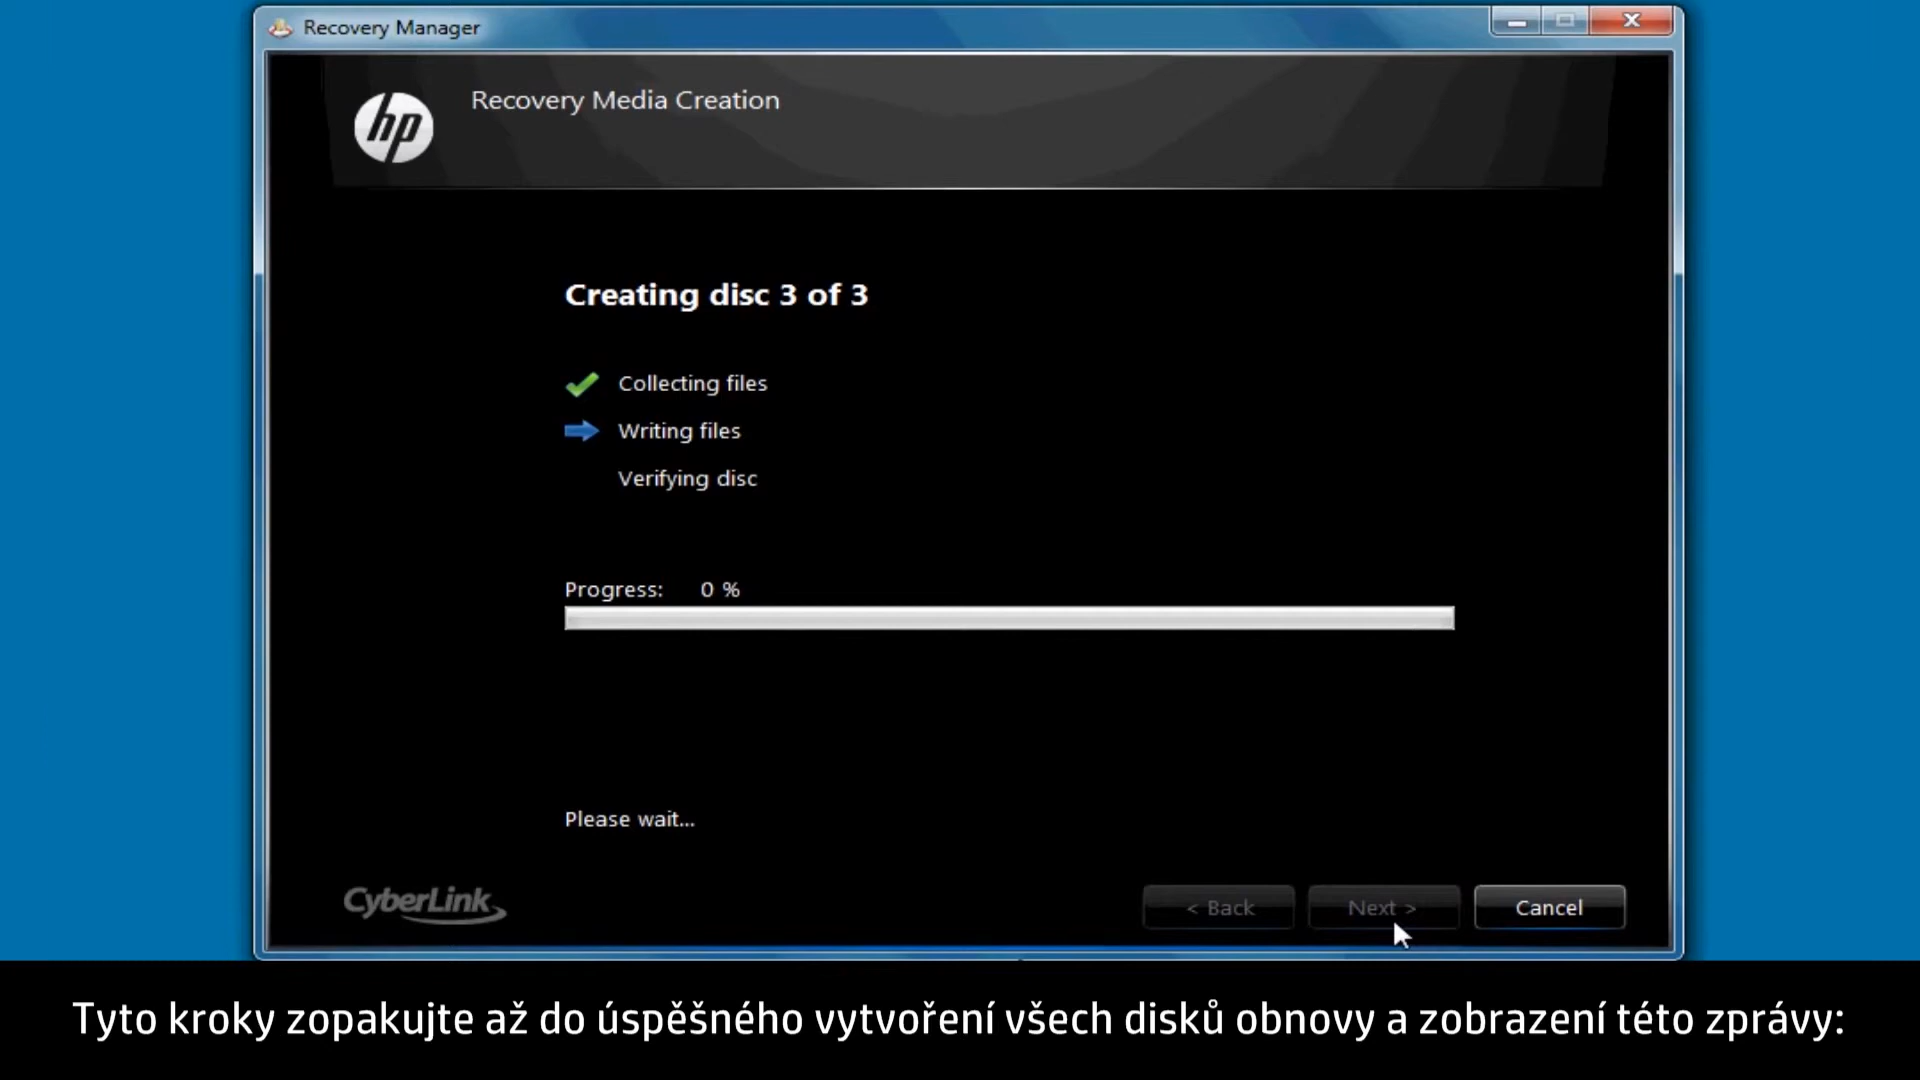 Recovery Manager
hp
Recovery Media Creation
Creating disc 3 of 3
Collecting files
Writing files
Verifying disc
Progress: 0 %
Please wait...
CyberLink
< Back
Next >
Cancel
Tyto kroky zopakujte až do úspěšného vytvoření všech disků obnovy a zobrazení této zprávy: